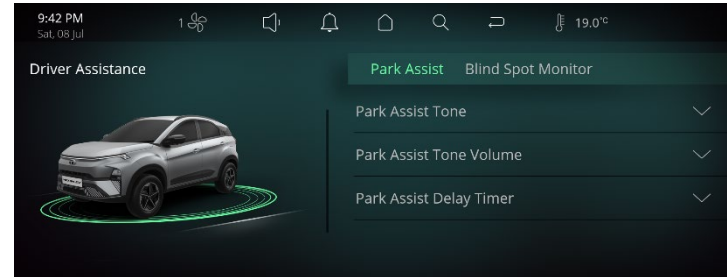 9:42 PM
Sat, 08 Jul
1
19.0°C
Driver Assistance
Park Assist
Blind Spot Monitor
Park Assist Tone
Park Assist Tone Volume
Park Assist Delay Timer